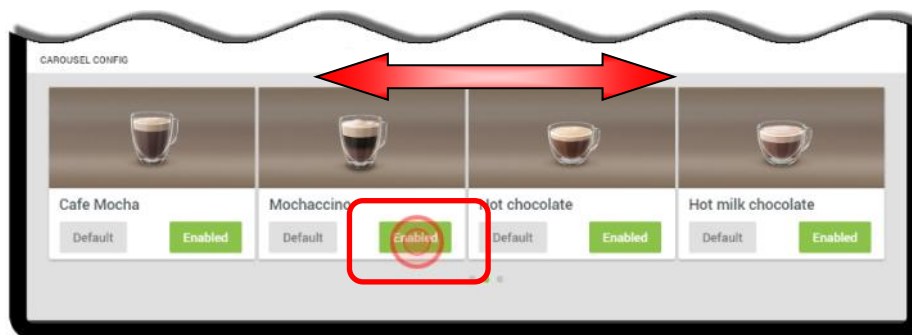 CAROUSEL CONFIG
Cafe Mocha
Mochaccino
Hot chocolate
Hot milk chocolate
Default
Enabled
Default
Enabled
Default
Enabled
Default
Enabled